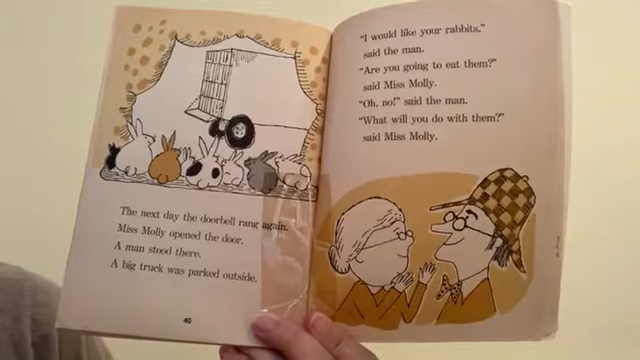 The next day the doorbell rang again.
Miss Molly opened the door.
A man stood there.
A big truck was parked outside.
40
"I would like your rabbits."
said the man.
"Are you going to eat them?"
said Miss Molly.
"Oh, no!" said the man.
"What will you do with them?"
said Miss Molly.